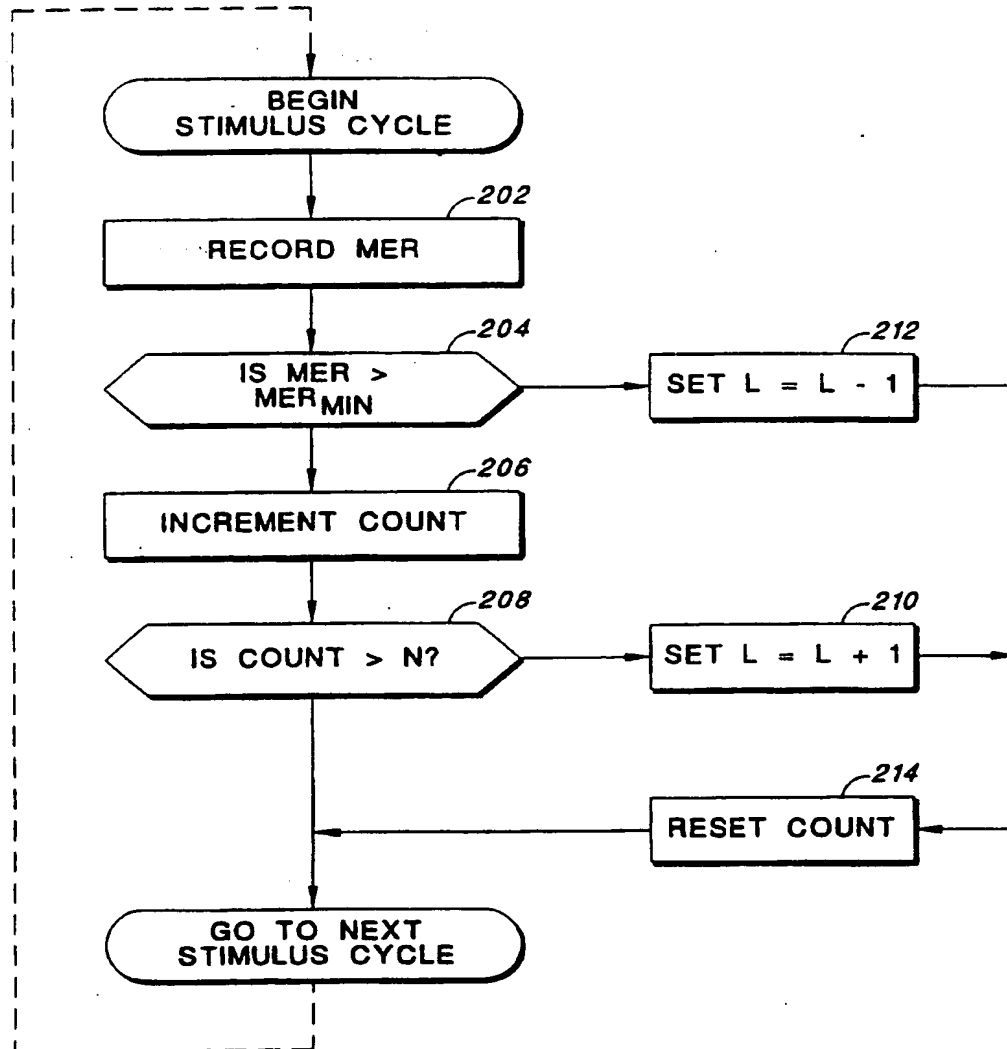 BEGIN
STIMULUS CYCLE
202
RECORD MER
204
IS MER >
MERMIN
212
SET L = L - 1
206
INCREMENT COUNT
208
IS COUNT > N?
210
SET L = L + 1
214
RESET COUNT
GO TO NEXT
STIMULUS CYCLE